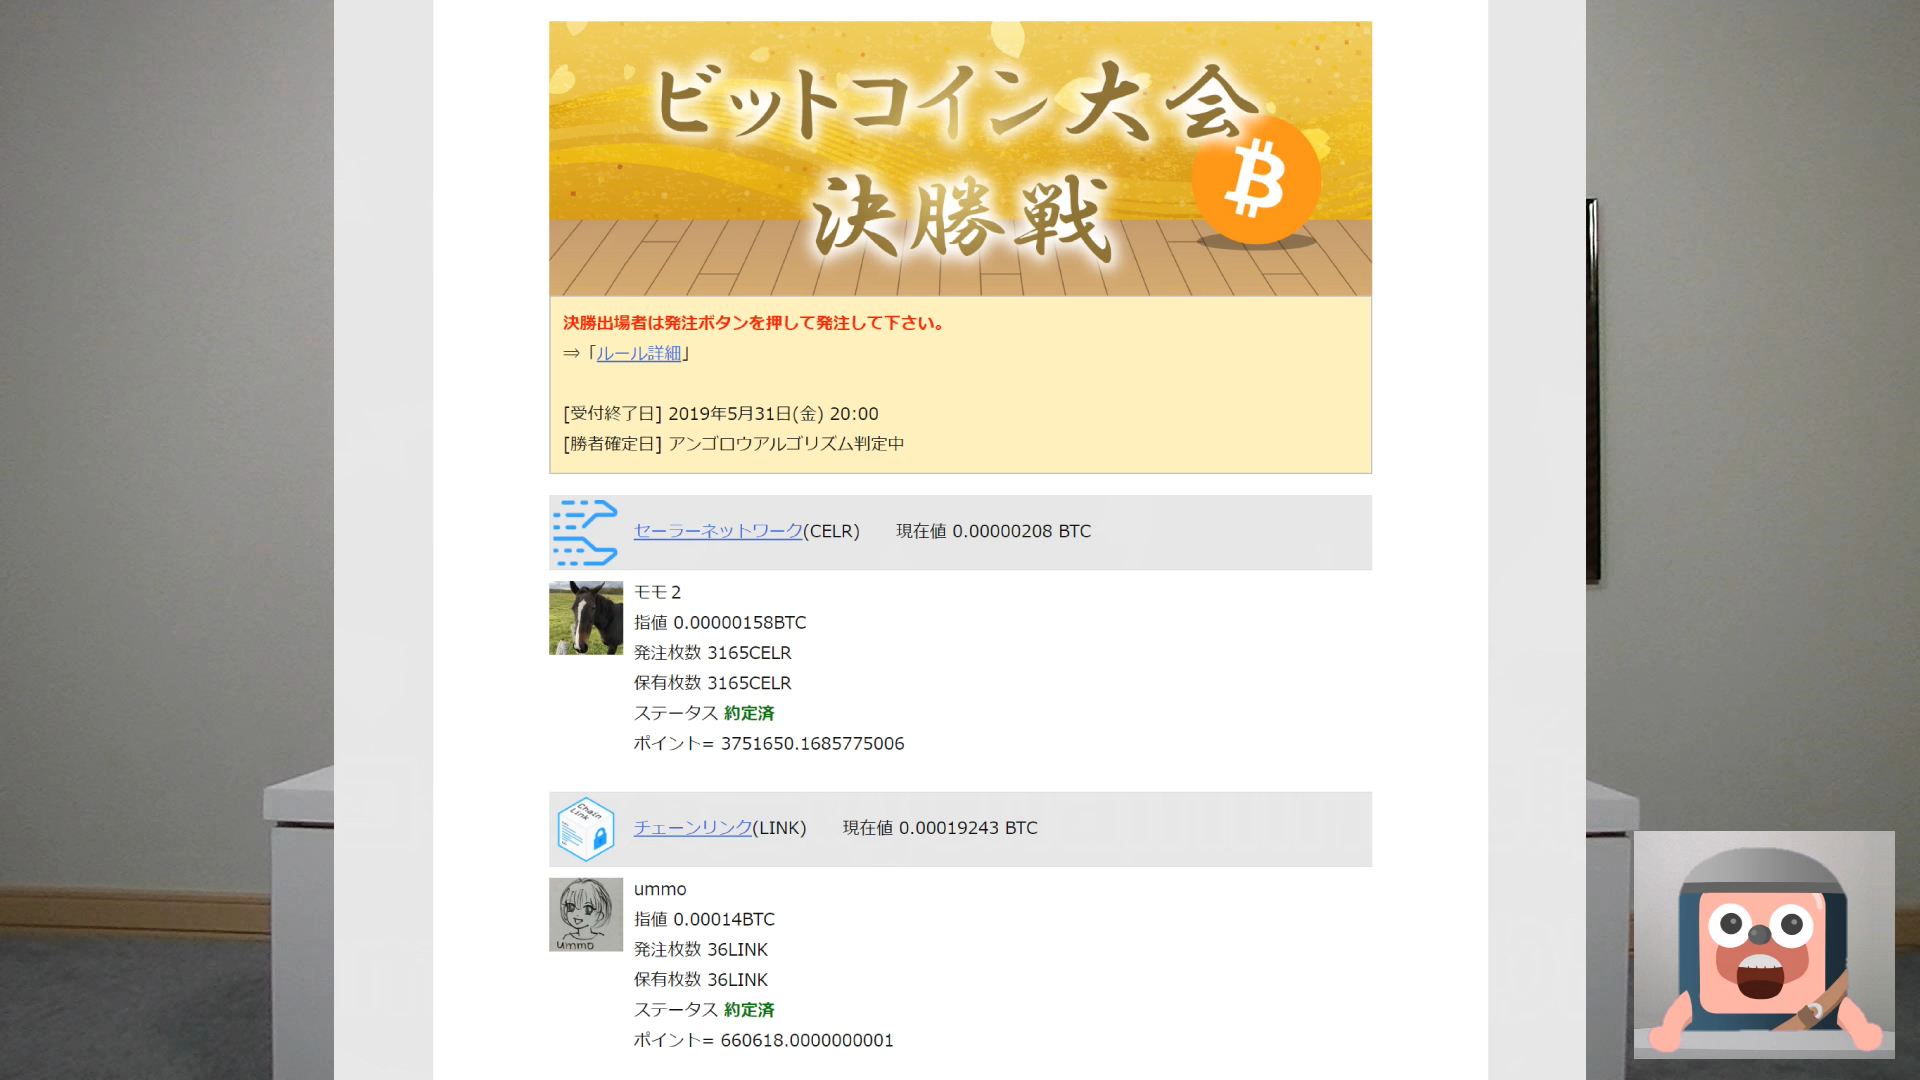 ビットコイン大会
決勝戦
決勝出場者は発注ボタンを押して発注して下さい。
⇒「ルール詳細」
[受付終了日] 2019年5月31日(金) 20:00
[勝者確定日] アンゴロウアルゴリズム判定中
セーラーネットワーク(CELR) 現在値 0.00000208 BTC
モモ2
指値 0.00000158BTC
発注枚数 3165CELR
保有枚数 3165CELR
ステータス 約定済
ポイント= 3751650.1685775006
Chain
Link
チェーンリンク(LINK) 現在値 0.00019243 BTC
ummo
ummo
指値 0.00014BTC
発注枚数 36LINK
保有枚数 36LINK
ステータス 約定済
ポイント= 660618.0000000001